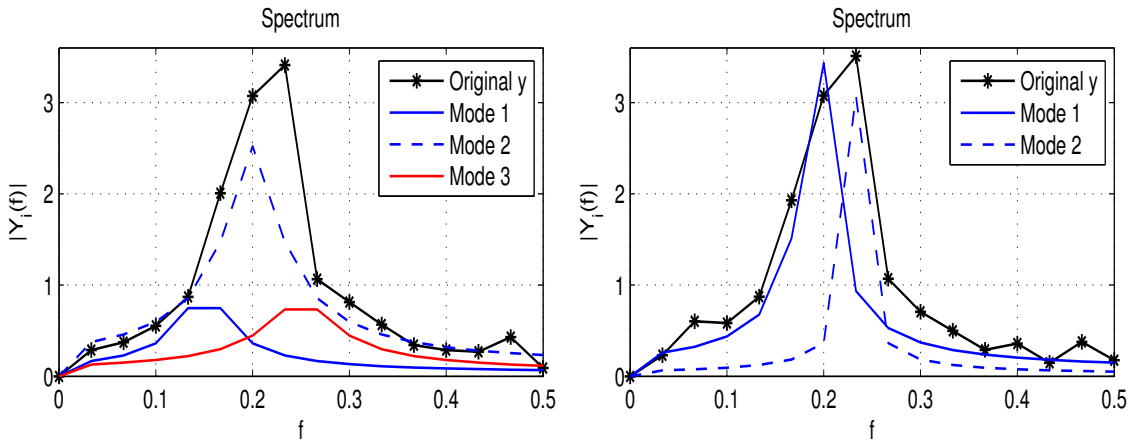 Spectrum
|Y_i(f)|
3
2
1
0
0
0.1
0.2
0.3
0.4
0.5
f
Original y
Mode 1
Mode 2
Mode 3
Spectrum
|Y_i(f)|
3
2
1
0
0
0.1
0.2
0.3
0.4
0.5
f
Original y
Mode 1
Mode 2